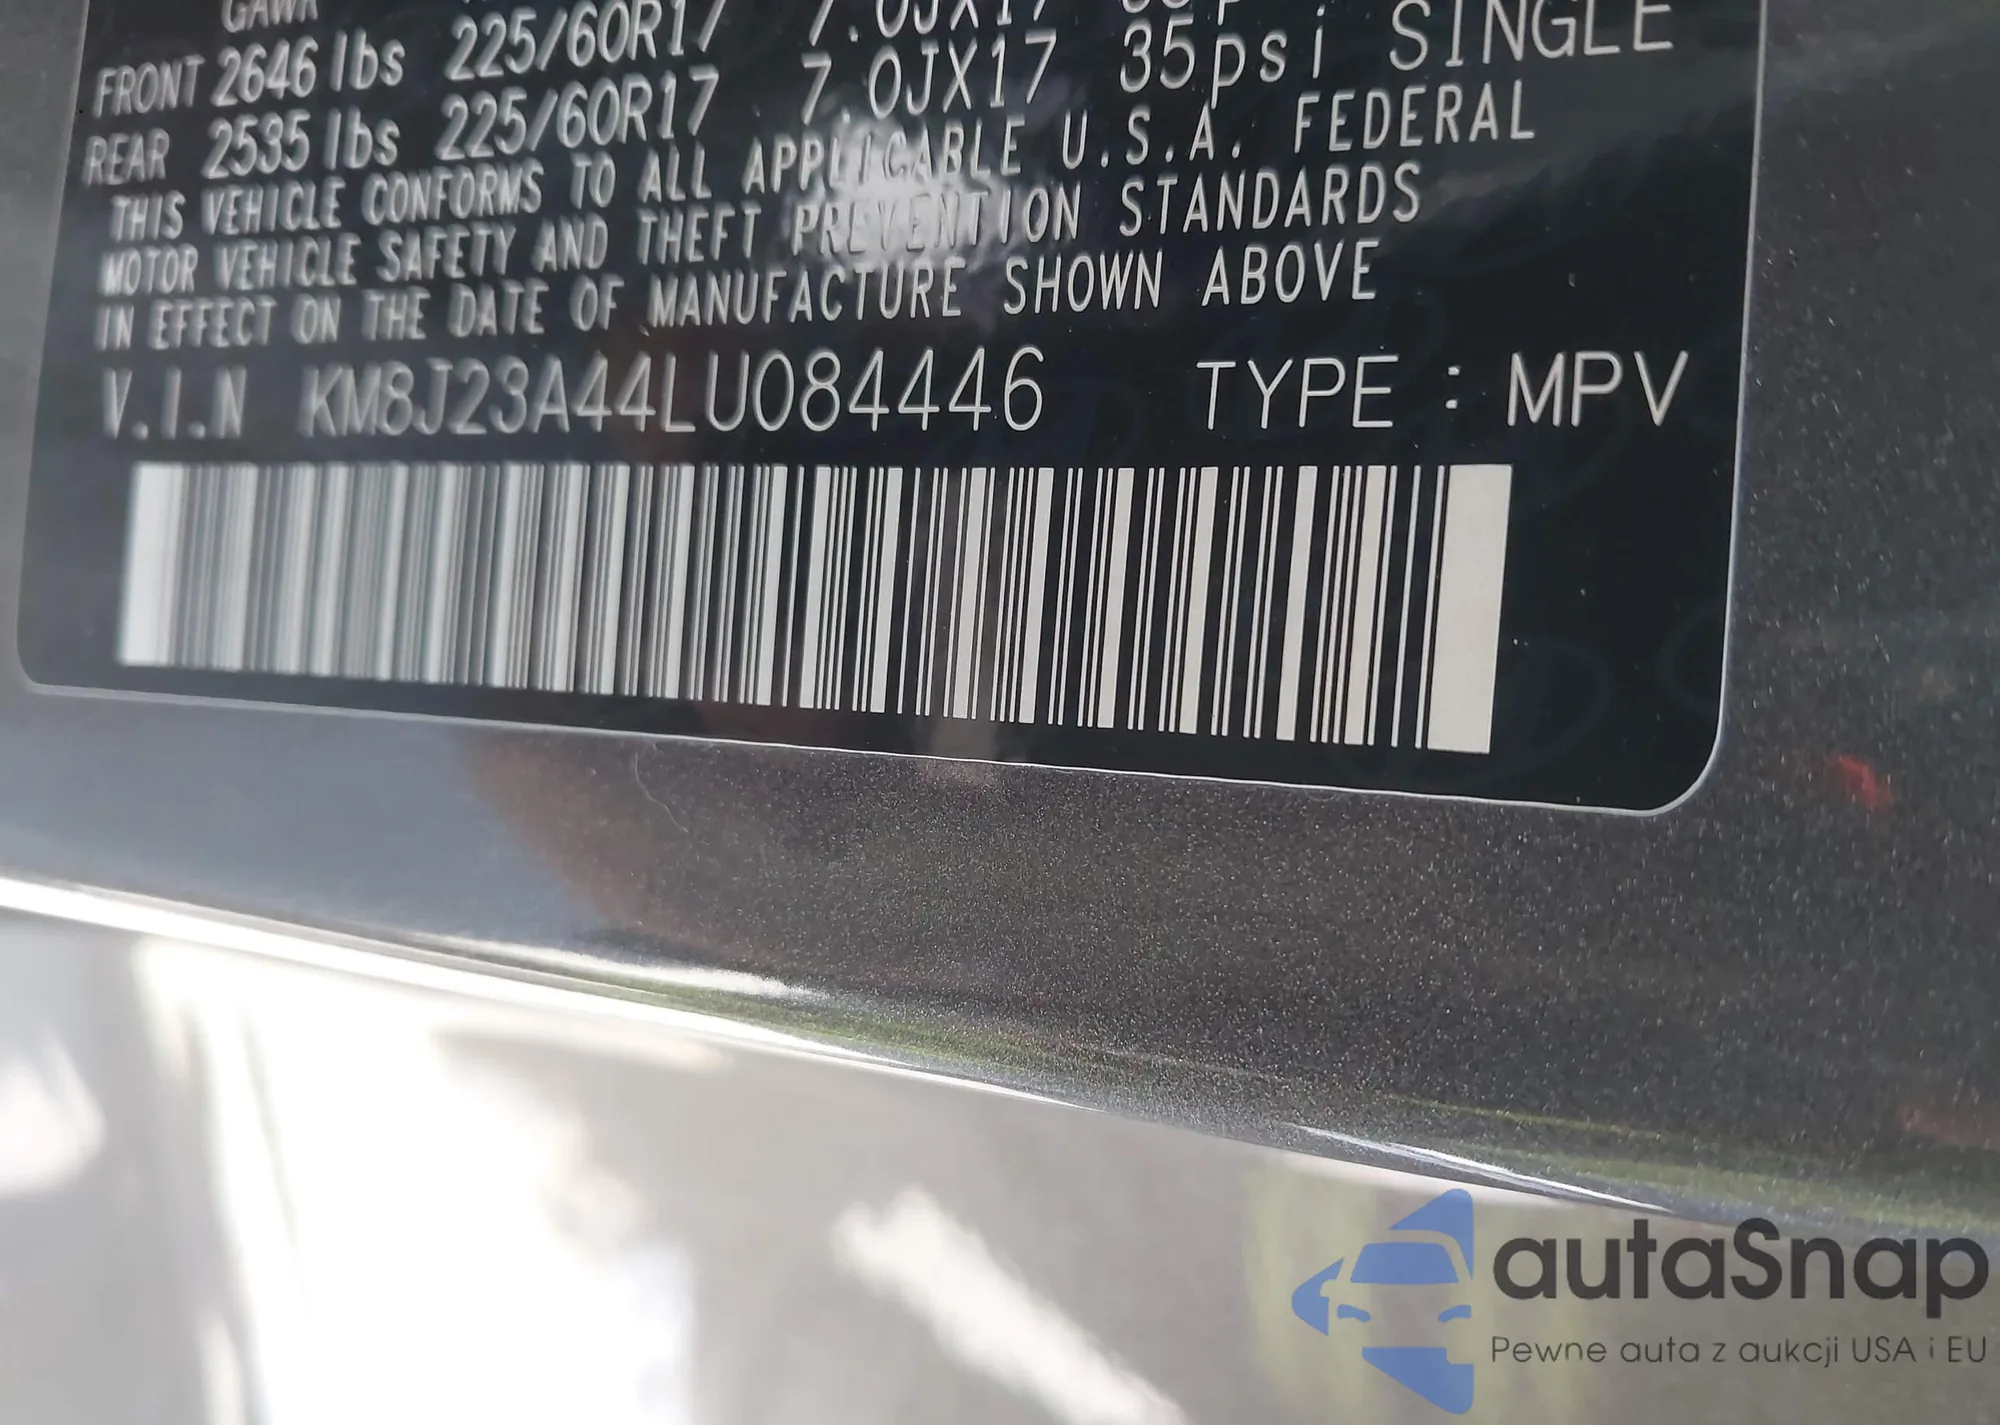 GAWR
FRONT 2646 lbs 225/60R17 7.0JX17
REAR 2535 lbs 225/60R17 7.0JX17 35psi SINGLE
THIS VEHICLE CONFORMS TO ALL APPLICABLE U.S.A. FEDERAL
MOTOR VEHICLE SAFETY AND THEFT PREVENTION STANDARDS
IN EFFECT ON THE DATE OF MANUFACTURE SHOWN ABOVE
V.I.N KM8J23A44LU084446 TYPE : MPV
autaSnap
Pewne auta z aukcji USA i EU